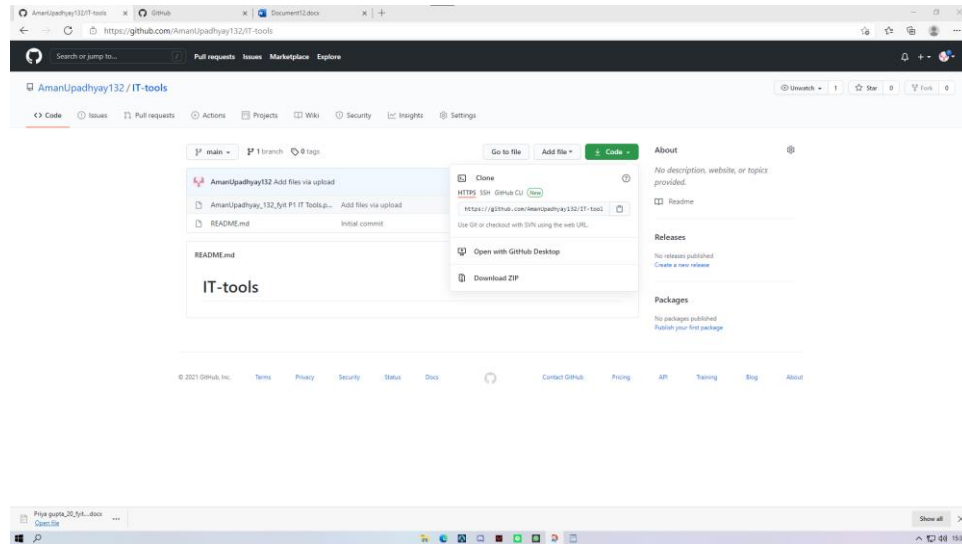 AmanUpadhyay132/IT-tools
GitHub
Document12.docx
https://github.com/AmanUpadhyay132/IT-tools
Search or jump to...
Pull requests Issues Marketplace Explore
AmanUpadhyay132 / IT-tools
Unwatch 1 Star 0 Fork 0
Code Issues Pull requests Actions Projects Wiki Security Insights Settings
main 1 branch 0 tags Go to file Add file Code
AmanUpadhyay132 Add files via upload
AmanUpadhyay_132_fyit P1 IT Tools.p... Add files via upload
README.md Initial commit
Clone
HTTPS SSH GitHub CLI New
https://github.com/AmanUpadhyay132/IT-tool
Use Git or checkout with SVN using the web URL.
Open with GitHub Desktop
Download ZIP
README.md
IT-tools
About
No description, website, or topics
provided.
Readme
Releases
No releases published
Create a new release
Packages
No packages published
Publish your first package
© 2021 GitHub, Inc. Terms Privacy Security Status Docs Contact GitHub Pricing API Training Blog About
Priya gupta_20_fyit....docx
Open file
Show all